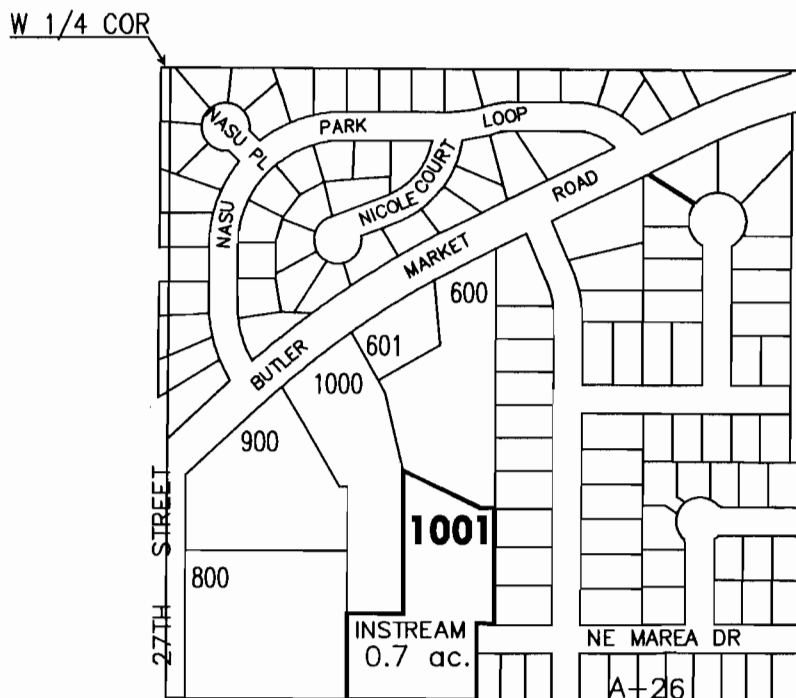 W 1/4 COR
NASU PL
PARK
LOOP
NICOLE COURT
NASU
ROAD
MARKET
BUTLER
600
601
1000
900
1001
800
27TH STREET
INSTREAM
0.7 ac.
NE MAREA DR
A+26